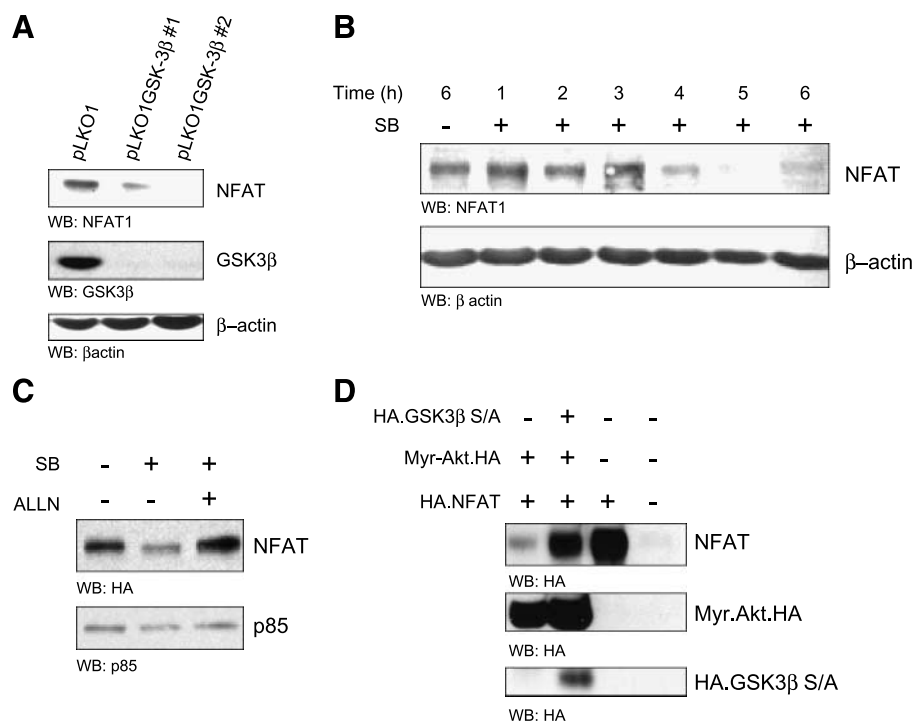 A
pLKO1
pLKO1GSK-3β #1
pLKO1GSK-3β #2
NFAT
WB: NFAT1
GSK3β
WB: GSK3β
β–actin
WB: βactin
B
Time (h) 6 1 2 3 4 5 6
SB - + + + + + +
NFAT
WB: NFAT1
β–actin
WB: β actin
C
SB - + +
ALLN - - +
NFAT
WB: HA
p85
WB: p85
D
HA.GSK3β S/A - + - -
Myr-Akt.HA + + - -
HA.NFAT + + + -
NFAT
WB: HA
Myr.Akt.HA
WB: HA
HA.GSK3β S/A
WB: HA